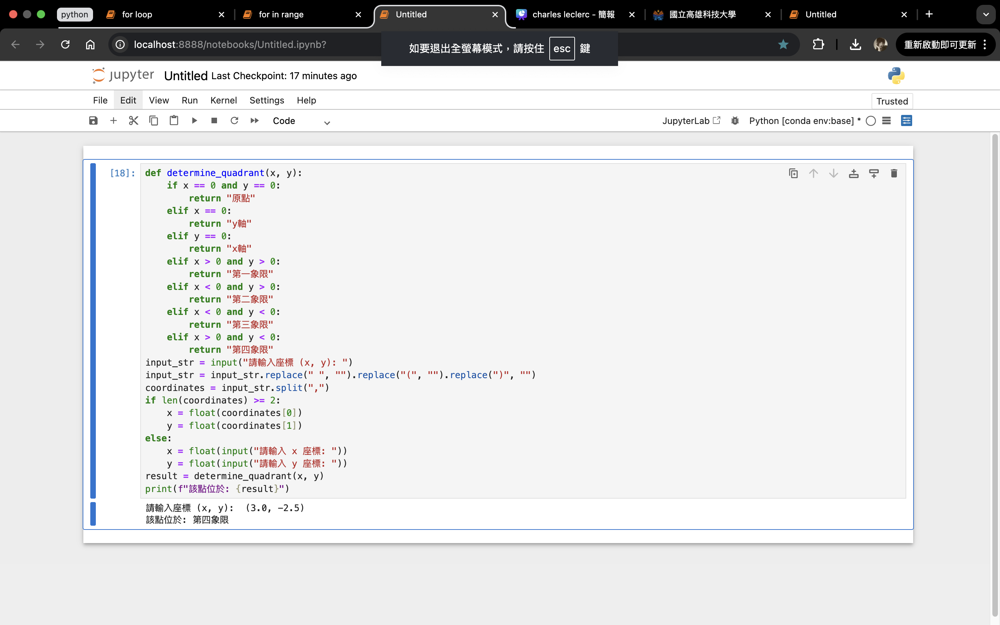 python
for loop
for in range
Untitled
charles leclerc - 簡報
國立高雄科技大學
Untitled
localhost:8888/notebooks/Untitled.ipynb?
如要退出全螢幕模式，請按住 esc 鍵
重新啟動即可更新
jupyter Untitled Last Checkpoint: 17 minutes ago
File Edit View Run Kernel Settings Help
Trusted
Code
JupyterLab
Python [conda env:base] *
[18]:
def determine_quadrant(x, y):
    if x == 0 and y == 0:
        return "原點"
    elif x == 0:
        return "y軸"
    elif y == 0:
        return "x軸"
    elif x > 0 and y > 0:
        return "第一象限"
    elif x < 0 and y > 0:
        return "第二象限"
    elif x < 0 and y < 0:
        return "第三象限"
    elif x > 0 and y < 0:
        return "第四象限"
input_str = input("請輸入座標 (x, y): ")
input_str = input_str.replace(" ", "").replace("(", "").replace(")", "")
coordinates = input_str.split(",")
if len(coordinates) >= 2:
    x = float(coordinates[0])
    y = float(coordinates[1])
else:
    x = float(input("請輸入 x 座標: "))
    y = float(input("請輸入 y 座標: "))
result = determine_quadrant(x, y)
print(f"該點位於: {result}")
請輸入座標 (x, y):  (3.0, -2.5)
該點位於: 第四象限